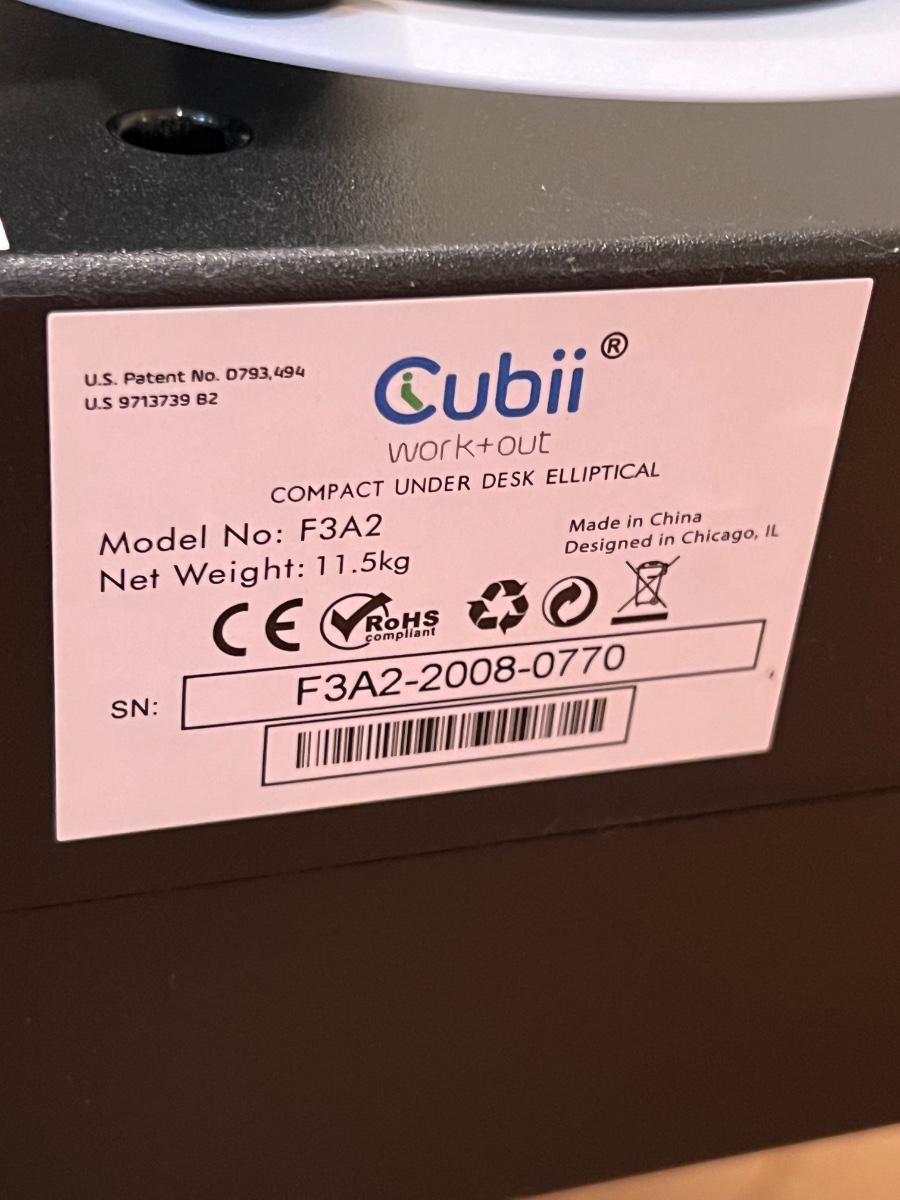 U.S. Patent No. D793,494
U.S 9713739 B2
Cubii®
work+out
COMPACT UNDER DESK ELLIPTICAL
Model No: F3A2
Net Weight: 11.5kg
Made in China
Designed in Chicago, IL
CE RoHS
compliant
SN: F3A2-2008-0770